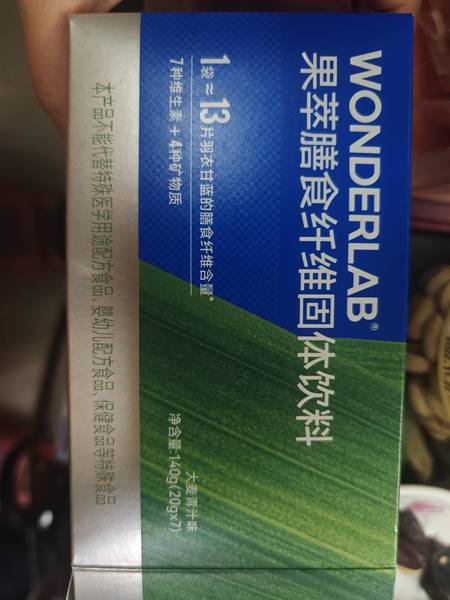 WONDERLAB®
果萃膳食纤维固体饮料
1袋≈13片羽衣甘蓝的膳食纤维含量*
7种维生素+4种矿物质
大麦青汁味
净含量:140g(20gx7)
本产品不能代替特殊医学用途配方食品、婴幼儿配方食品、保健食品等特殊食品